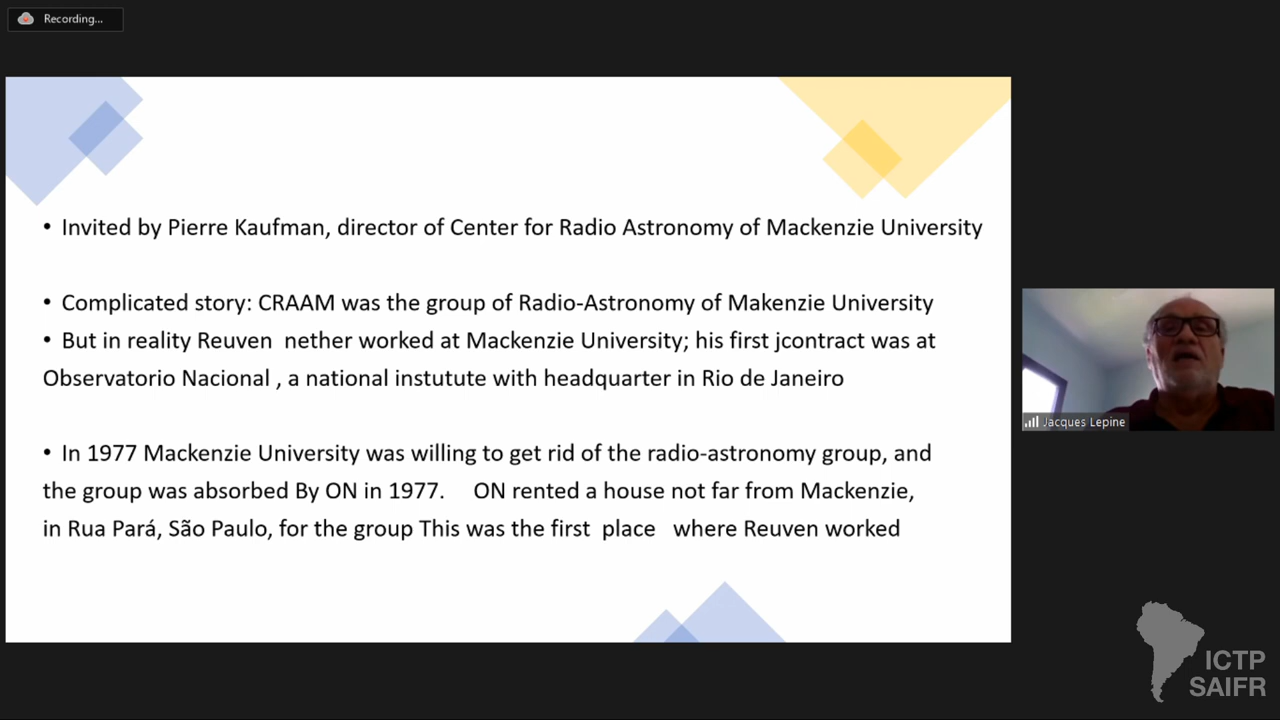 Recording...
• Invited by Pierre Kaufman, director of Center for Radio Astronomy of Mackenzie University
• Complicated story: CRAAM was the group of Radio-Astronomy of Makenzie University
• But in reality Reuven nether worked at Mackenzie University; his first jcontract was at
Observatorio Nacional , a national instutute with headquarter in Rio de Janeiro
• In 1977 Mackenzie University was willing to get rid of the radio-astronomy group, and
the group was absorbed By ON in 1977. ON rented a house not far from Mackenzie,
in Rua Pará, São Paulo, for the group This was the first place where Reuven worked
Jacques Lepine
ICTP
SAIFR